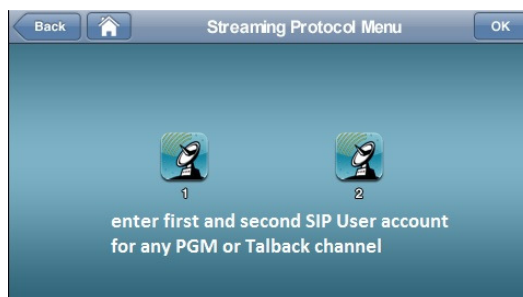 Back Streaming Protocol Menu OK
1 2
enter first and second SIP User account
for any PGM or Talback channel